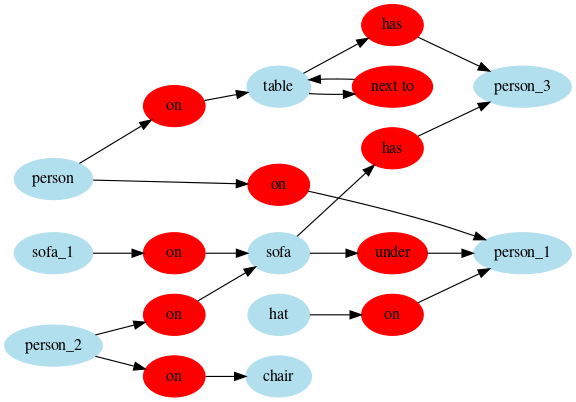 has
table
next to
person_3
on
has
person
on
sofa_1
on
sofa
under
person_1
on
hat
on
person_2
on
chair